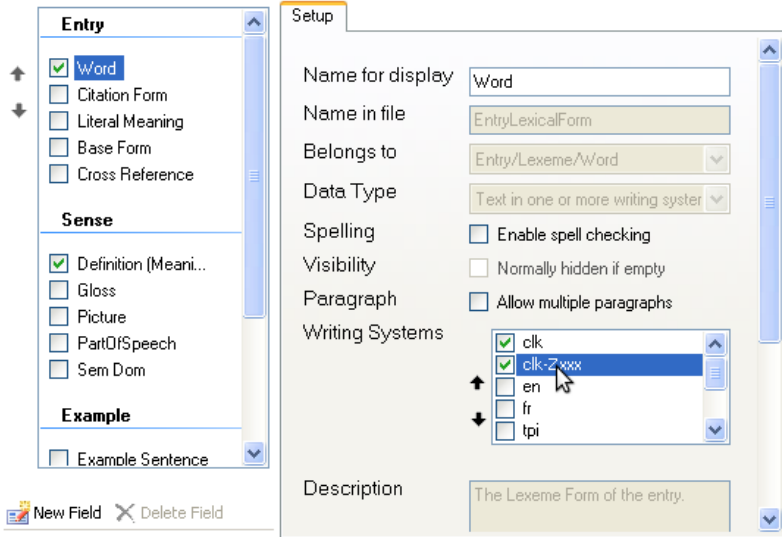 Entry
Word
Citation Form
Literal Meaning
Base Form
Cross Reference
Sense
Definition (Meani...
Gloss
Picture
PartOfSpeech
Sem Dom
Example
Example Sentence
New Field Delete Field
Setup
Name for display Word
Name in file EntryLexicalForm
Belongs to Entry/Lexeme/Word
Data Type Text in one or more writing syster
Spelling Enable spell checking
Visibility Normally hidden if empty
Paragraph Allow multiple paragraphs
Writing Systems
clk
clk-Zxxx
en
fr
tpi
Description The Lexeme Form of the entry.